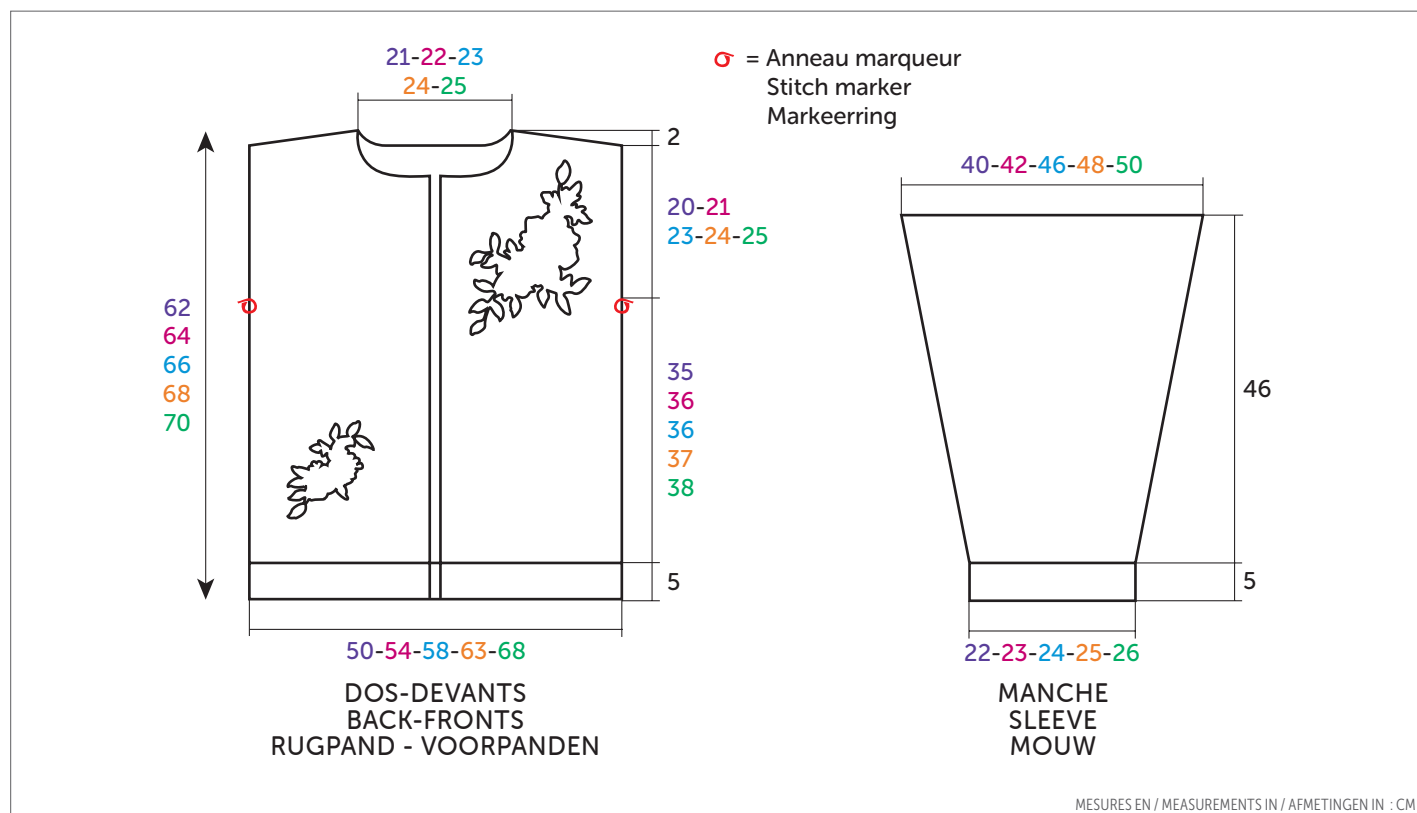 21-22-23
24-25
= Anneau marqueur
Stitch marker
Markeerring
2
20-21
23-24-25
62
64
66
68
70
35
36
36
37
38
5
50-54-58-63-68
DOS-DEVANTS
BACK-FRONTS
RUGPAND - VOORPANDEN
40-42-46-48-50
46
5
22-23-24-25-26
MANCHE
SLEEVE
MOUW
MESURES EN / MEASUREMENTS IN / AFMETINGEN IN : CM